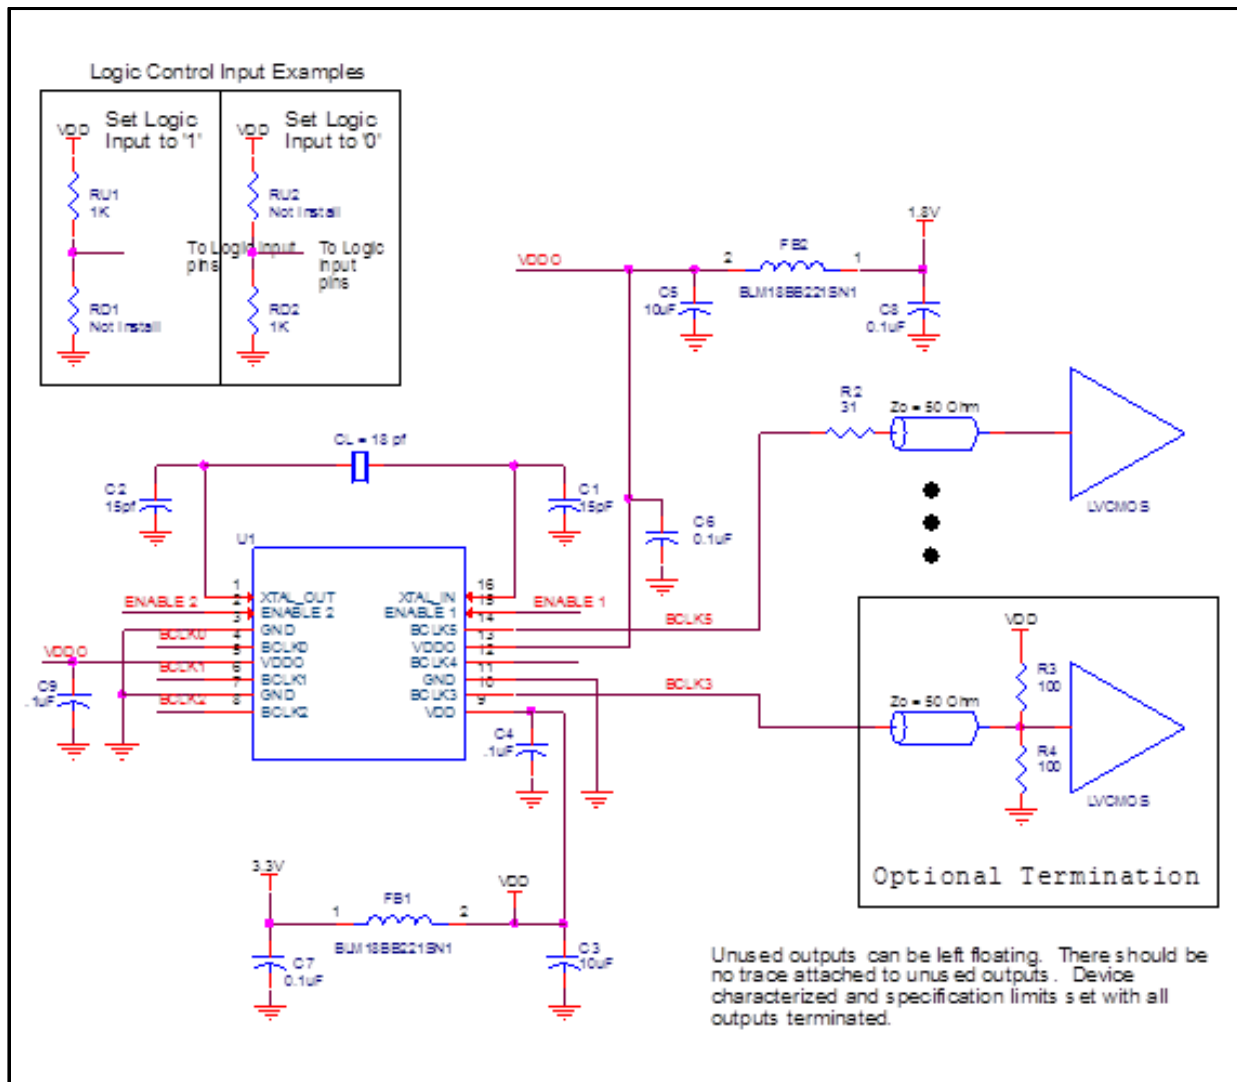 Logic Control Input Examples
Set Logic
Input to '1'
VDD
RU1
1K
To Logic Input
pins
RD1
Not Install
Set Logic
Input to '0'
VDD
RU2
Not Install
To Logic
Input
pins
RD2
1K
1.8V
VDDO
2
FB2
1
BLM18BB221SN1
C5
10uF
C8
0.1uF
R2
31
Zo = 50 Ohm
LVCMOS
CL = 18 pf
C2
15pf
C1
15pF
C6
0.1uF
U1
1
XTAL_OUT
XTAL_IN
16
ENABLE 2
2
ENABLE 2
ENABLE 1
15
ENABLE 1
3
GND
BCLK5
14
BCLK5
BCLK0
4
BCLK0
VDDO
13
VDDO
5
VDDO
BCLK4
12
BCLK1
6
BCLK1
GND
11
7
GND
BCLK3
10
BCLK3
BCLK2
8
BCLK2
VDD
9
C9
.1uF
C4
.1uF
VDD
R3
100
Zo = 50 Ohm
R4
100
LVCMOS
Optional Termination
3.3V
VDD
1
FB1
2
BLM18BB221SN1
C7
0.1uF
C3
10uF
Unused outputs can be left floating. There should be
no trace attached to unused outputs. Device
characterized and specification limits set with all
outputs terminated.